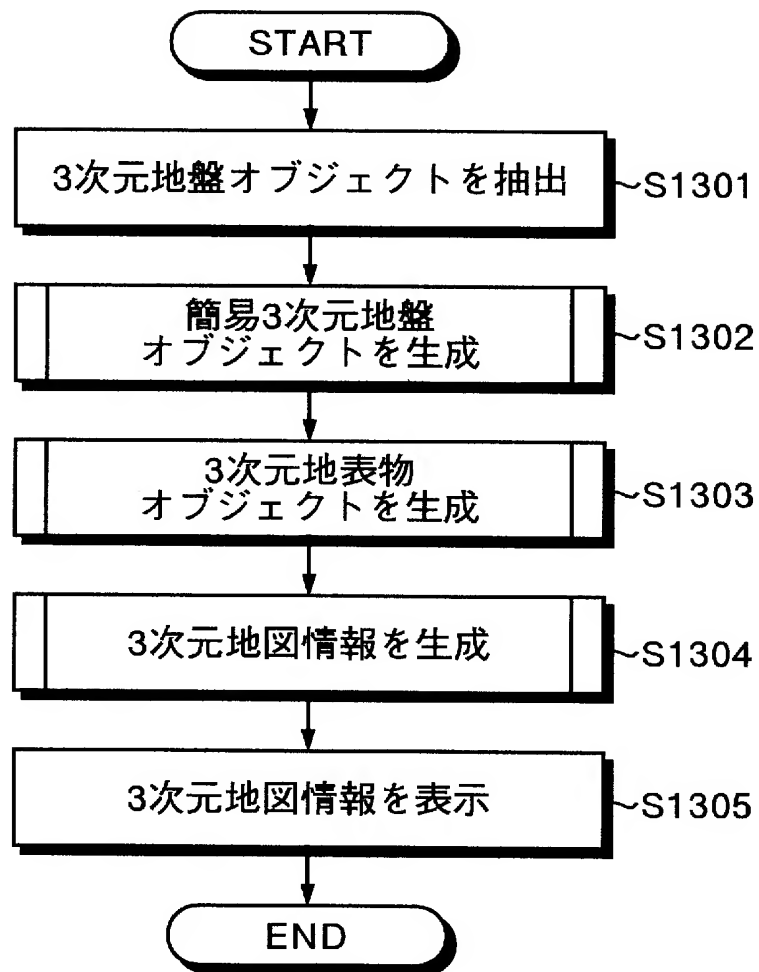 START
3次元地盤オブジェクトを抽出
~S1301
簡易3次元地盤
オブジェクトを生成
~S1302
3次元地表物
オブジェクトを生成
~S1303
3次元地図情報を生成
~S1304
3次元地図情報を表示
~S1305
END